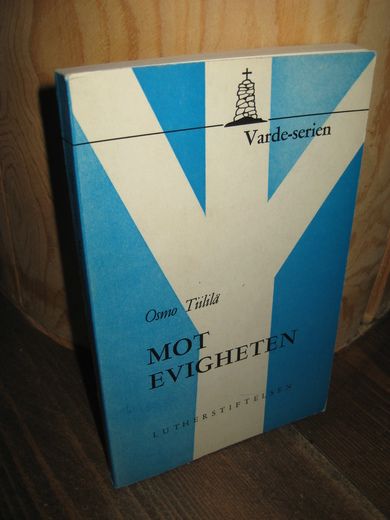 Varde-serien
Osmo Tiililä
MOT
EVIGHETEN
LUTHERSTIFTELSEN